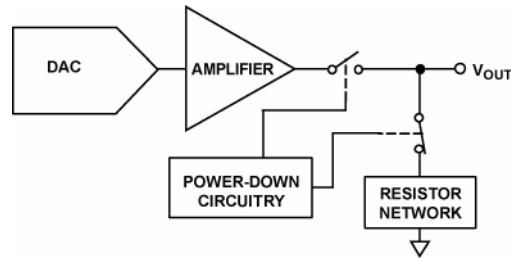 DAC
AMPLIFIER
VOUT
POWER-DOWN
CIRCUITRY
RESISTOR
NETWORK